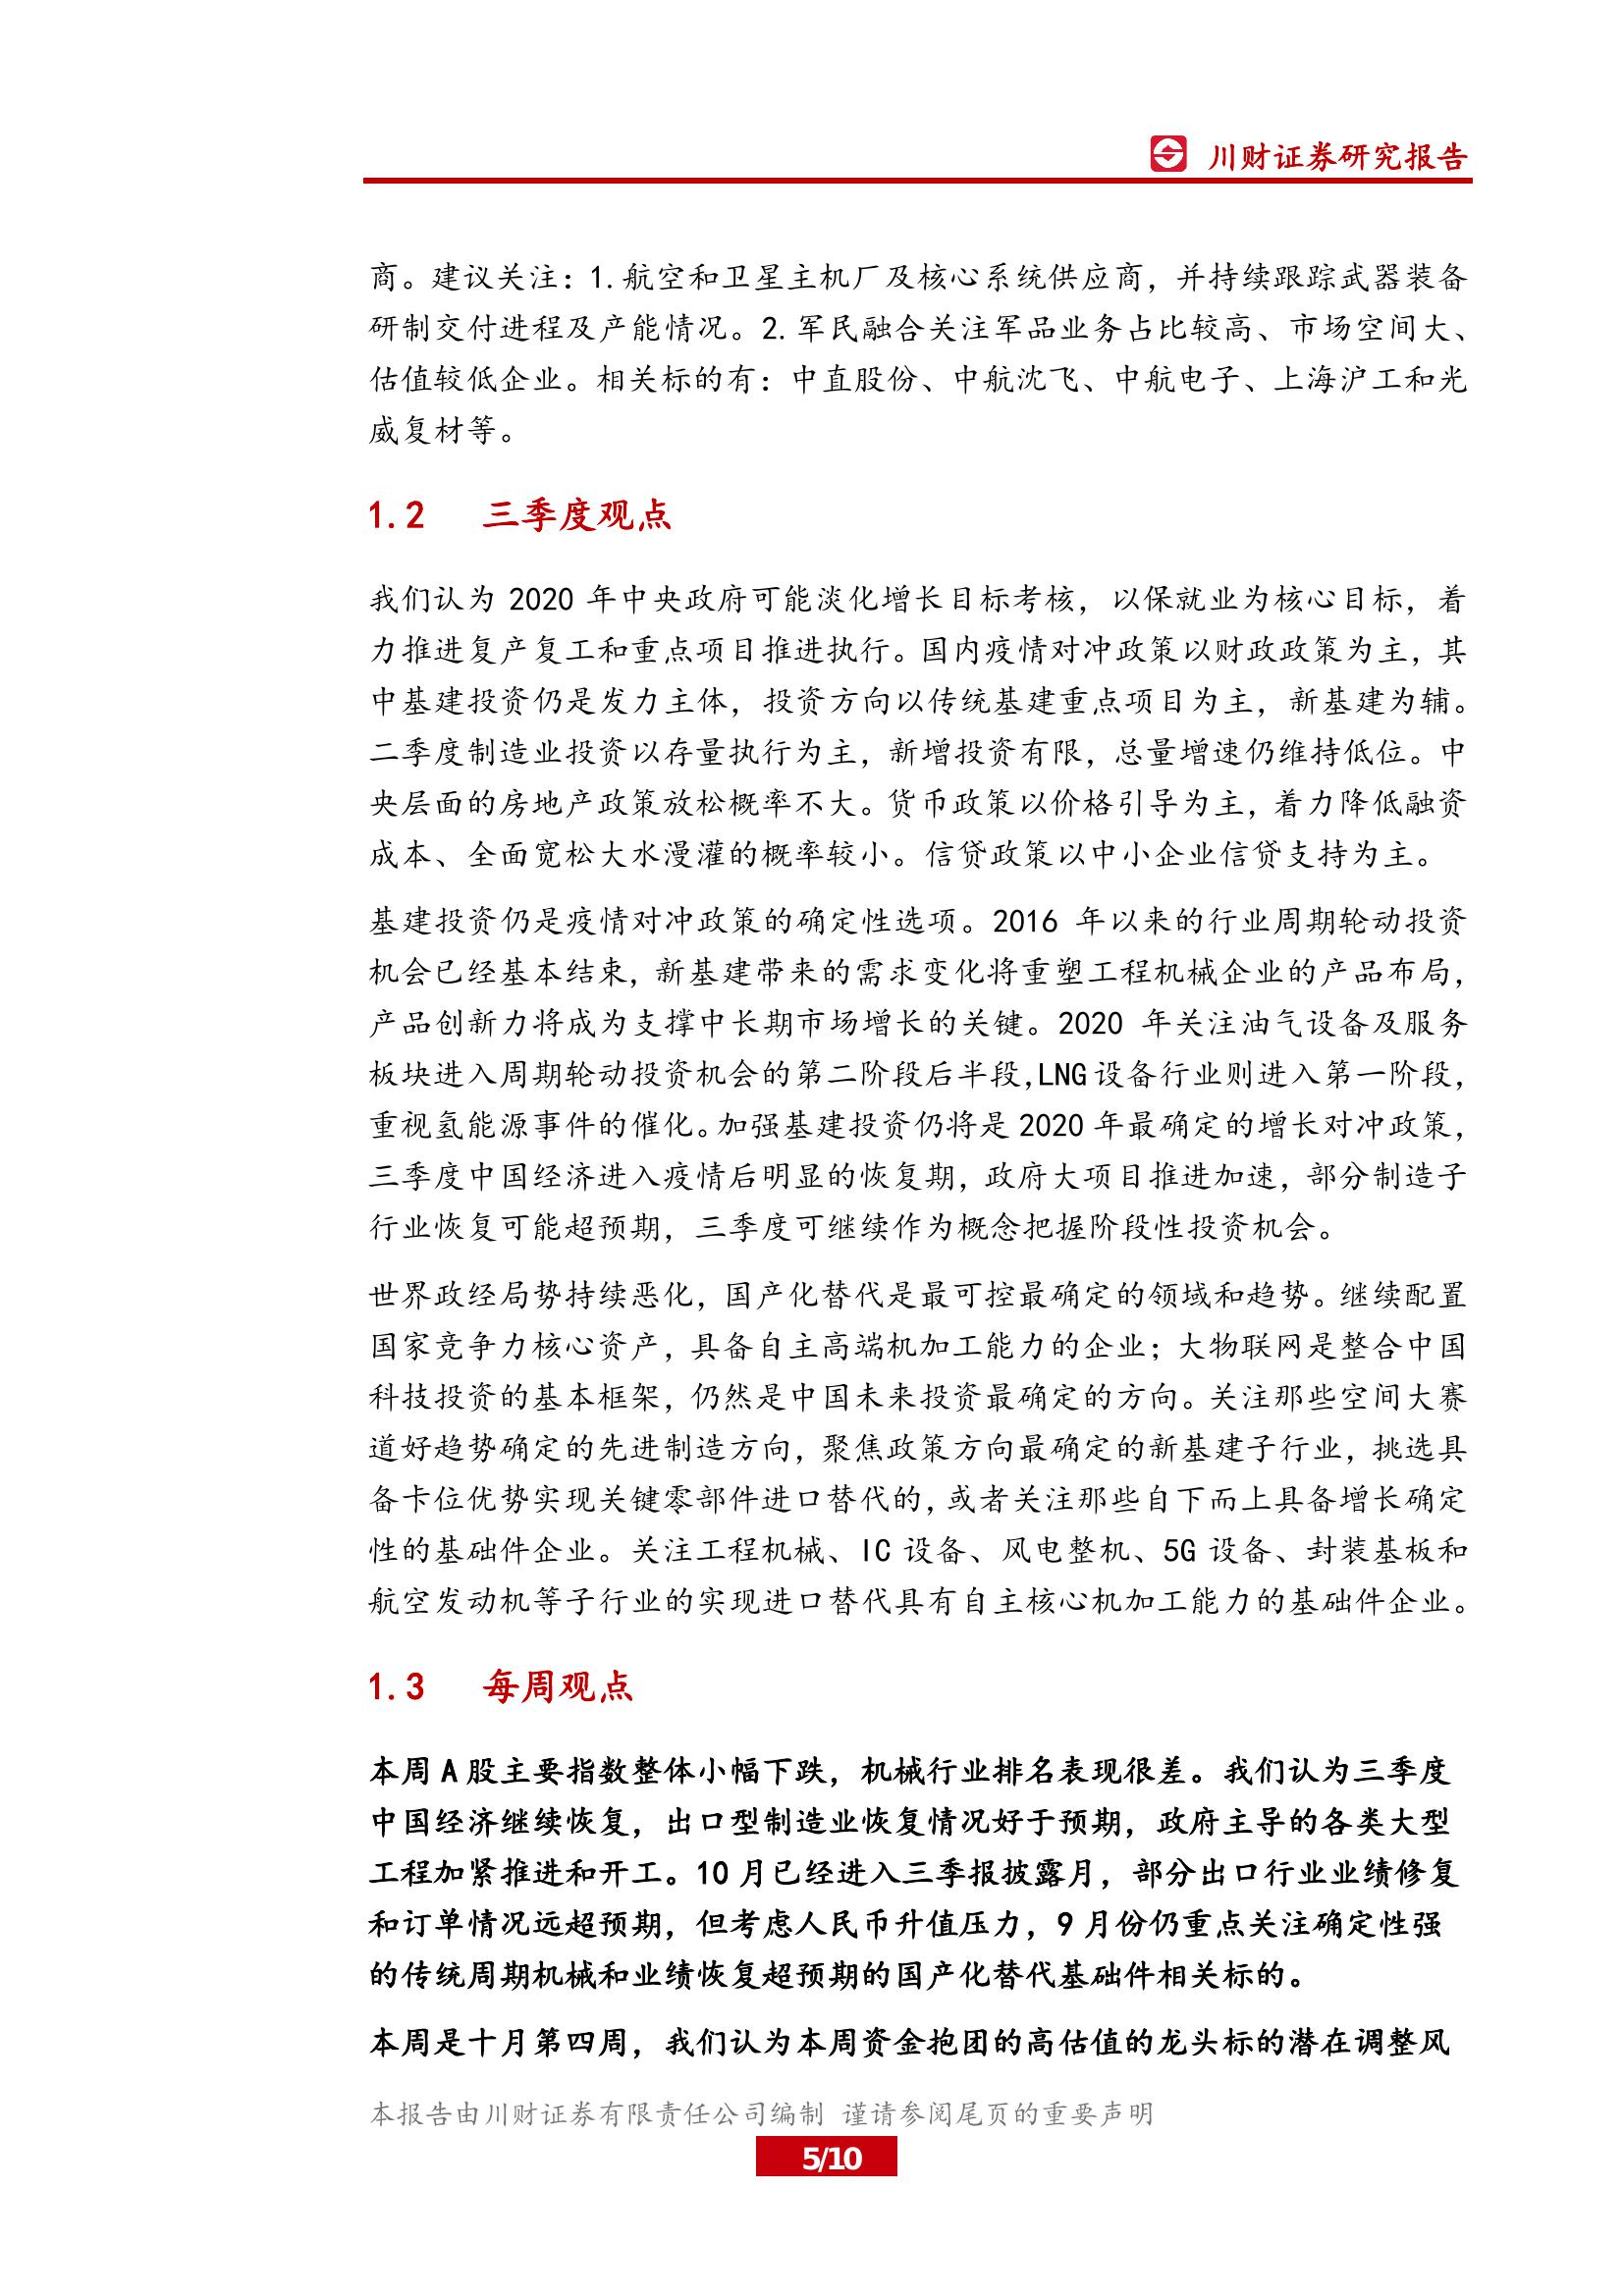 川财证券研究报告
商。建议关注：1.航空和卫星主机厂及核心系统供应商，并持续跟踪武器装备
研制交付进程及产能情况。2.军民融合关注军品业务占比较高、市场空间大、
估值较低企业。相关标的有：中直股份、中航沈飞、中航电子、上海沪工和光
威复材等。
1.2 三季度观点
我们认为 2020 年中央政府可能淡化增长目标考核，以保就业为核心目标，着
力推进复产复工和重点项目推进执行。国内疫情对冲政策以财政政策为主，其
中基建投资仍是发力主体，投资方向以传统基建重点项目为主，新基建为辅。
二季度制造业投资以存量执行为主，新增投资有限，总量增速仍维持低位。中
央层面的房地产政策放松概率不大。货币政策以价格引导为主，着力降低融资
成本、全面宽松大水漫灌的概率较小。信贷政策以中小企业信贷支持为主。
基建投资仍是疫情对冲政策的确定性选项。2016 年以来的行业周期轮动投资
机会已经基本结束，新基建带来的需求变化将重塑工程机械企业的产品布局，
产品创新力将成为支撑中长期市场增长的关键。2020 年关注油气设备及服务
板块进入周期轮动投资机会的第二阶段后半段，LNG 设备行业则进入第一阶段，
重视氢能源事件的催化。加强基建投资仍将是 2020 年最确定的增长对冲政策，
三季度中国经济进入疫情后明显的恢复期，政府大项目推进加速，部分制造子
行业恢复可能超预期，三季度可继续作为概念把握阶段性投资机会。
世界政经局势持续恶化，国产化替代是最可控最确定的领域和趋势。继续配置
国家竞争力核心资产，具备自主高端机加工能力的企业；大物联网是整合中国
科技投资的基本框架，仍然是中国未来投资最确定的方向。关注那些空间大赛
道好趋势确定的先进制造方向，聚焦政策方向最确定的新基建子行业，挑选具
备卡位优势实现关键零部件进口替代的，或者关注那些自下而上具备增长确定
性的基础件企业。关注工程机械、IC 设备、风电整机、5G 设备、封装基板和
航空发动机等子行业的实现进口替代具有自主核心机加工能力的基础件企业。
1.3 每周观点
本周 A 股主要指数整体小幅下跌，机械行业排名表现很差。我们认为三季度
中国经济继续恢复，出口型制造业恢复情况好于预期，政府主导的各类大型
工程加紧推进和开工。10 月已经进入三季报披露月，部分出口行业业绩修复
和订单情况远超预期，但考虑人民币升值压力，9 月份仍重点关注确定性强
的传统周期机械和业绩恢复超预期的国产化替代基础件相关标的。
本周是十月第四周，我们认为本周资金抱团的高估值的龙头标的潜在调整风
本报告由川财证券有限责任公司编制 谨请参阅尾页的重要声明
5/10